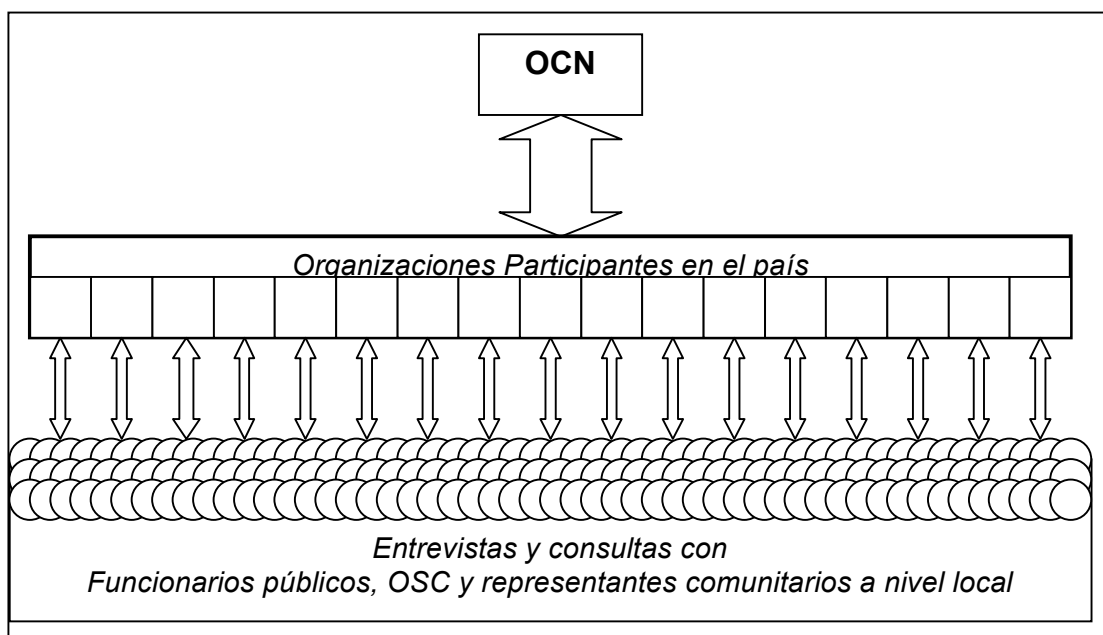 OCN
Organizaciones Participantes en el país
Entrevistas y consultas con
Funcionarios públicos, OSC y representantes comunitarios a nivel local